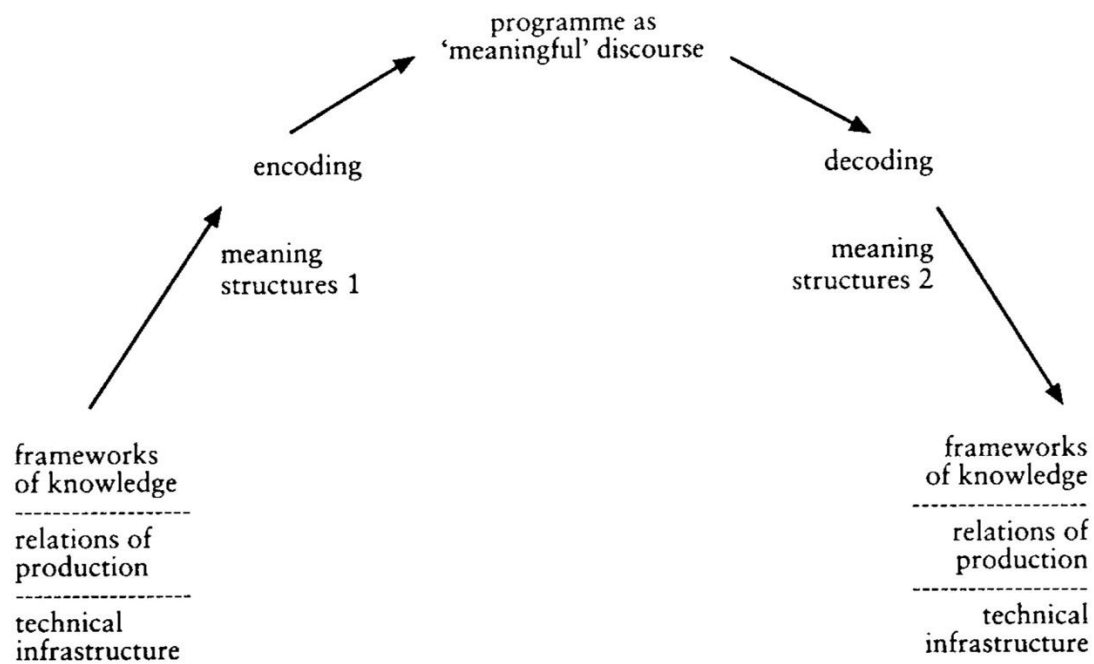 programme as
‘meaningful’ discourse
encoding
decoding
meaning
structures 1
meaning
structures 2
frameworks
of knowledge
relations of
production
technical
infrastructure
frameworks
of knowledge
relations of
production
technical
infrastructure